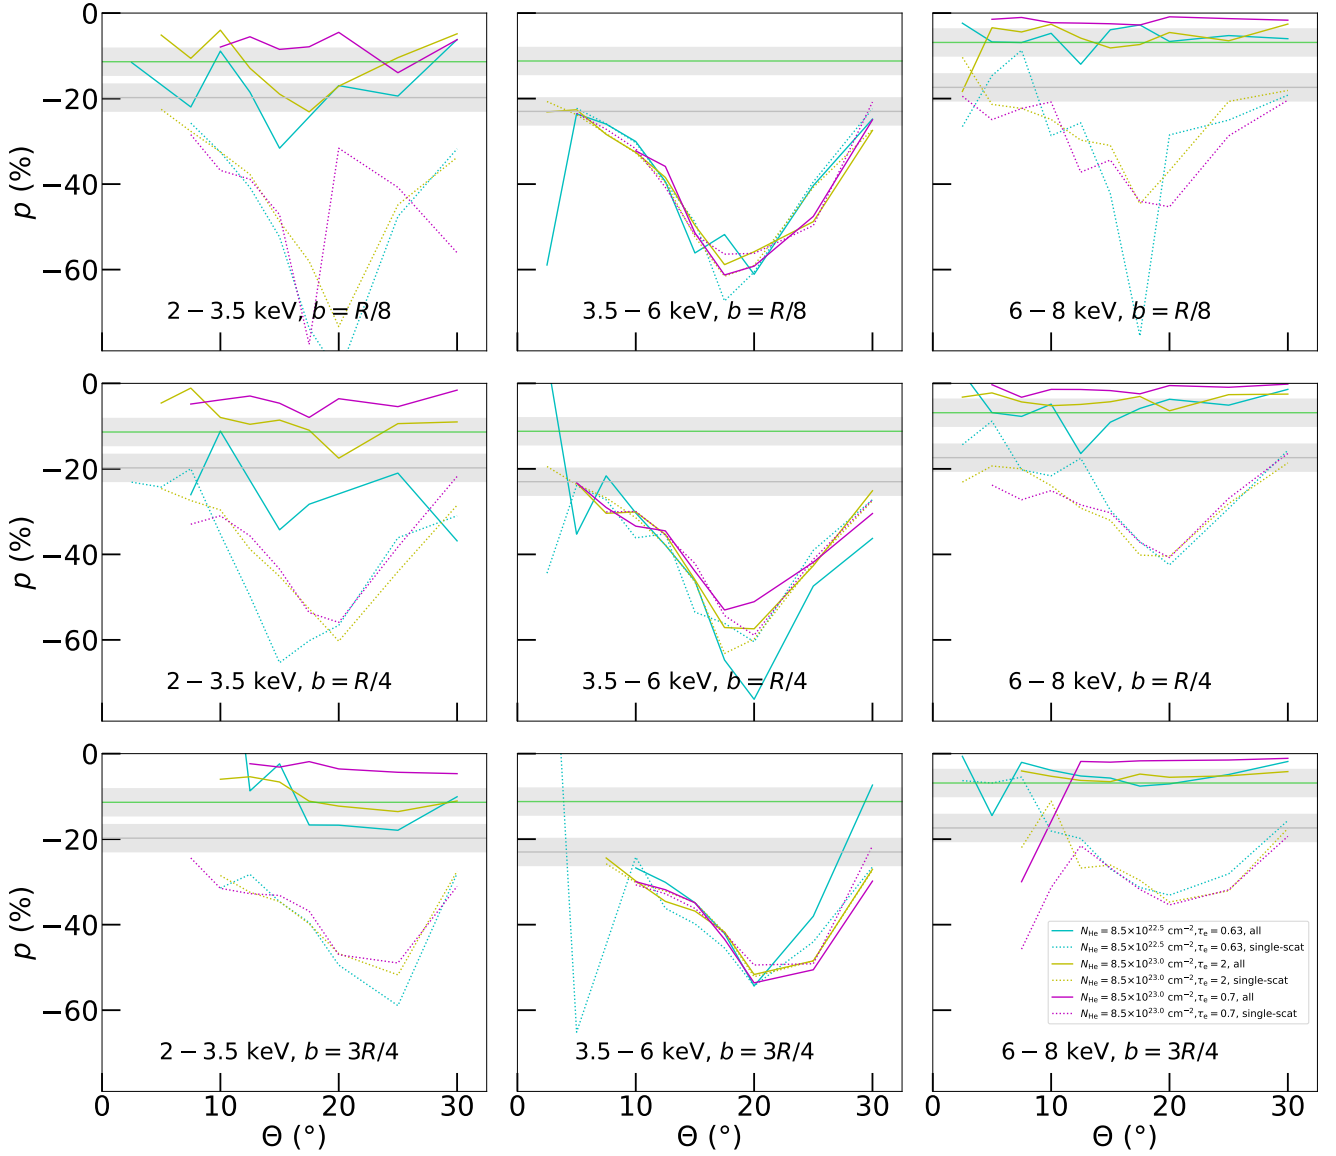 0
−20
−40
−60
p (%)
2 − 3.5 keV, b = R/8
3.5 − 6 keV, b = R/8
6 − 8 keV, b = R/8
0
−20
−40
−60
p (%)
2 − 3.5 keV, b = R/4
3.5 − 6 keV, b = R/4
6 − 8 keV, b = R/4
0
−20
−40
−60
p (%)
N_He = 8.5×10^22.5 cm^−2, τ_e = 0.63, all
N_He = 8.5×10^22.5 cm^−2, τ_e = 0.63, single-scat
N_He = 8.5×10^23.0 cm^−2, τ_e = 2, all
N_He = 8.5×10^23.0 cm^−2, τ_e = 2, single-scat
N_He = 8.5×10^23.0 cm^−2, τ_e = 0.7, all
N_He = 8.5×10^23.0 cm^−2, τ_e = 0.7, single-scat
2 − 3.5 keV, b = 3R/4
3.5 − 6 keV, b = 3R/4
6 − 8 keV, b = 3R/4
0 10 20 30
0 10 20 30
0 10 20 30
Θ (°)
Θ (°)
Θ (°)